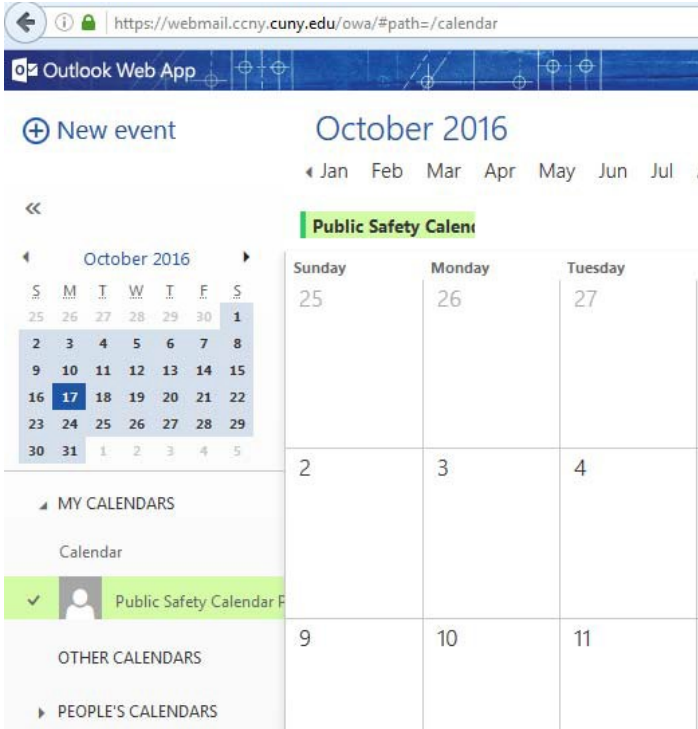 https://webmail.ccny.cuny.edu/owa/#path=/calendar
Outlook Web App
New event
October 2016
Jan Feb Mar Apr May Jun Jul
Public Safety Calend
October 2016
S M T W T F S
25 26 27 28 29 30 1
2 3 4 5 6 7 8
9 10 11 12 13 14 15
16 17 18 19 20 21 22
23 24 25 26 27 28 29
30 31 1 2 3 4 5
MY CALENDARS
Calendar
Public Safety Calendar P
OTHER CALENDARS
PEOPLE'S CALENDARS
Sunday Monday Tuesday
25 26 27
2 3 4
9 10 11